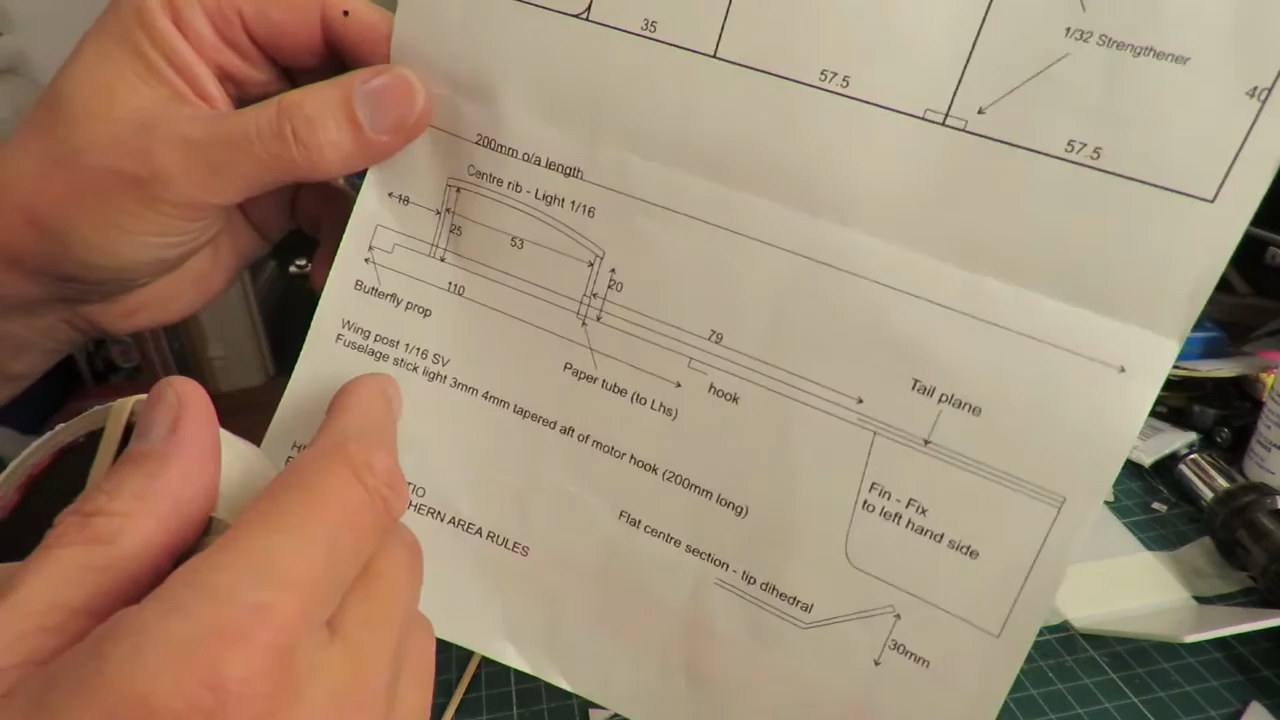 35
57.5
1/32 Strengthener
40
57.5
200mm o/a length
Centre rib - Light 1/16
18
25
53
20
110
79
Butterfly prop
Wing post 1/16 SV
Fuselage stick light 3mm 4mm tapered aft of motor hook (200mm long)
Paper tube (to Lhs)
hook
Tail plane
Fin - Fix
to left hand side
Flat centre section - tip dihedral
30mm
RULES
AREA